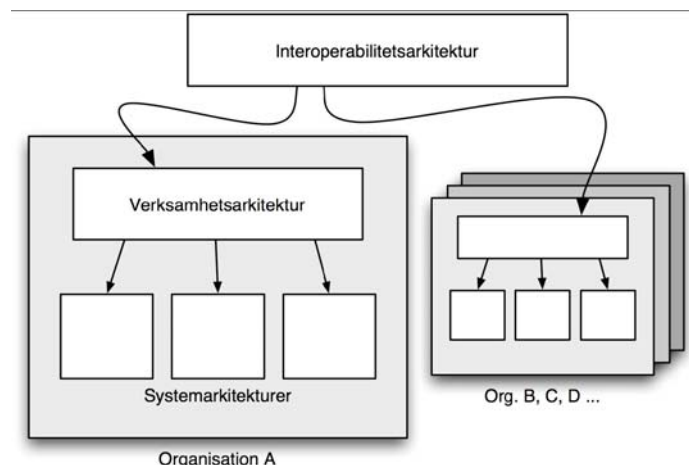 Interoperabilitetsarkitektur
Verksamhetsarkitektur
Systemarkitekturer
Organisation A
Org. B, C, D ...